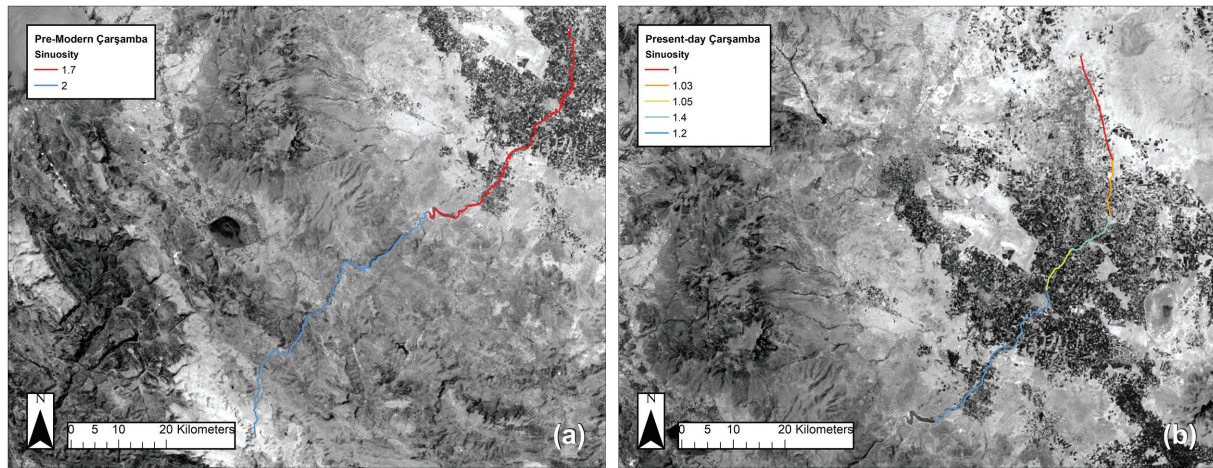 Pre-Modern Çarşamba
Sinuosity
1.7
2
N
0 5 10 20 Kilometers
(a)
Present-day Çarşamba
Sinuosity
1
1.03
1.05
1.4
1.2
N
0 5 10 20 Kilometers
(b)